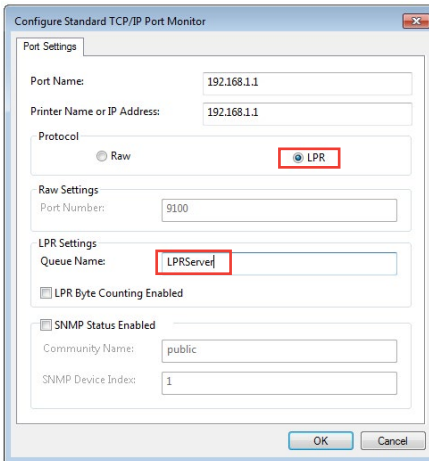 Configure Standard TCP/IP Port Monitor
Port Settings
Port Name: 192.168.1.1
Printer Name or IP Address: 192.168.1.1
Protocol
Raw LPR
Raw Settings
Port Number: 9100
LPR Settings
Queue Name: LPRServer
LPR Byte Counting Enabled
SNMP Status Enabled
Community Name: public
SNMP Device Index: 1
OK Cancel